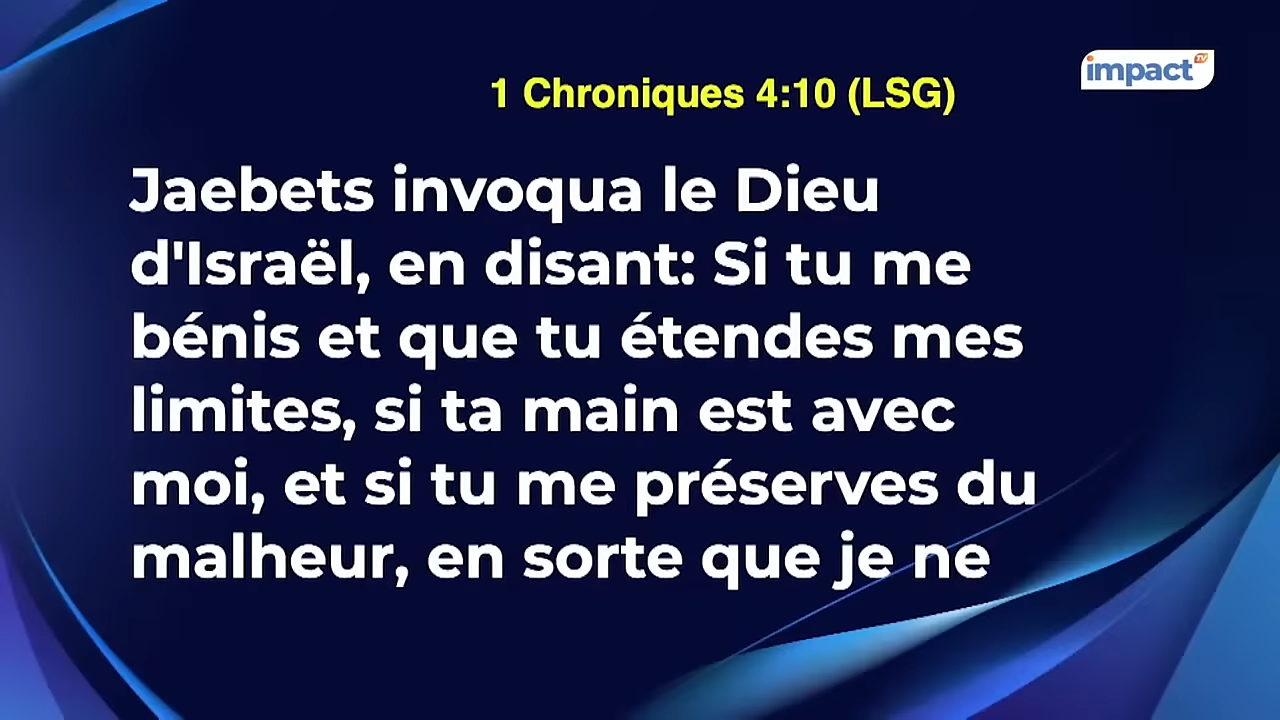 impact TV
1 Chroniques 4:10 (LSG)
Jaebets invoqua le Dieu
d'Israël, en disant: Si tu me
bénis et que tu étendes mes
limites, si ta main est avec
moi, et si tu me préserves du
malheur, en sorte que je ne